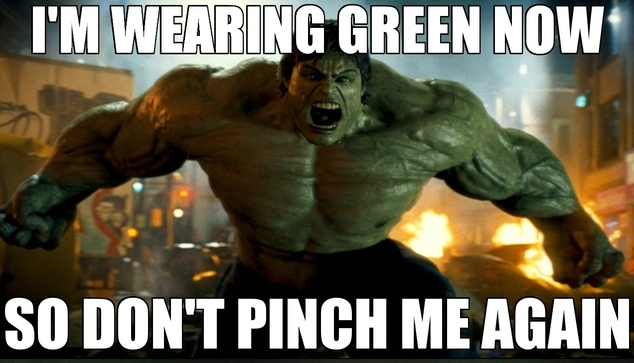 I'M WEARING GREEN NOW
SO DON'T PINCH ME AGAIN